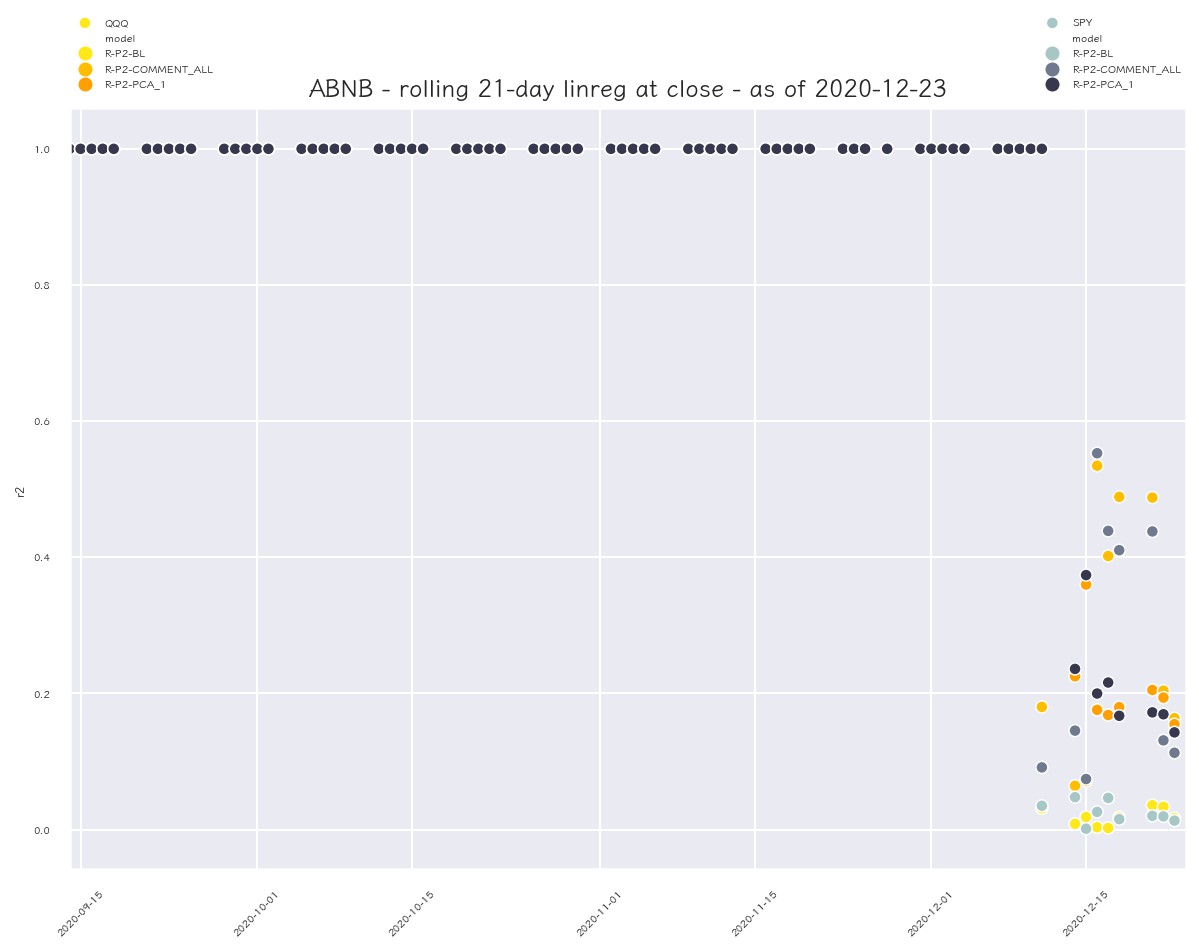 QQQ
model
R-P2-BL
R-P2-COMMENT_ALL
R-P2-PCA_1
SPY
model
R-P2-BL
R-P2-COMMENT_ALL
R-P2-PCA_1
ABNB - rolling 21-day linreg at close - as of 2020-12-23
1.0
0.8
0.6
0.4
0.2
0.0
r2
2020-09-15
2020-10-01
2020-10-15
2020-11-01
2020-11-15
2020-12-01
2020-12-15